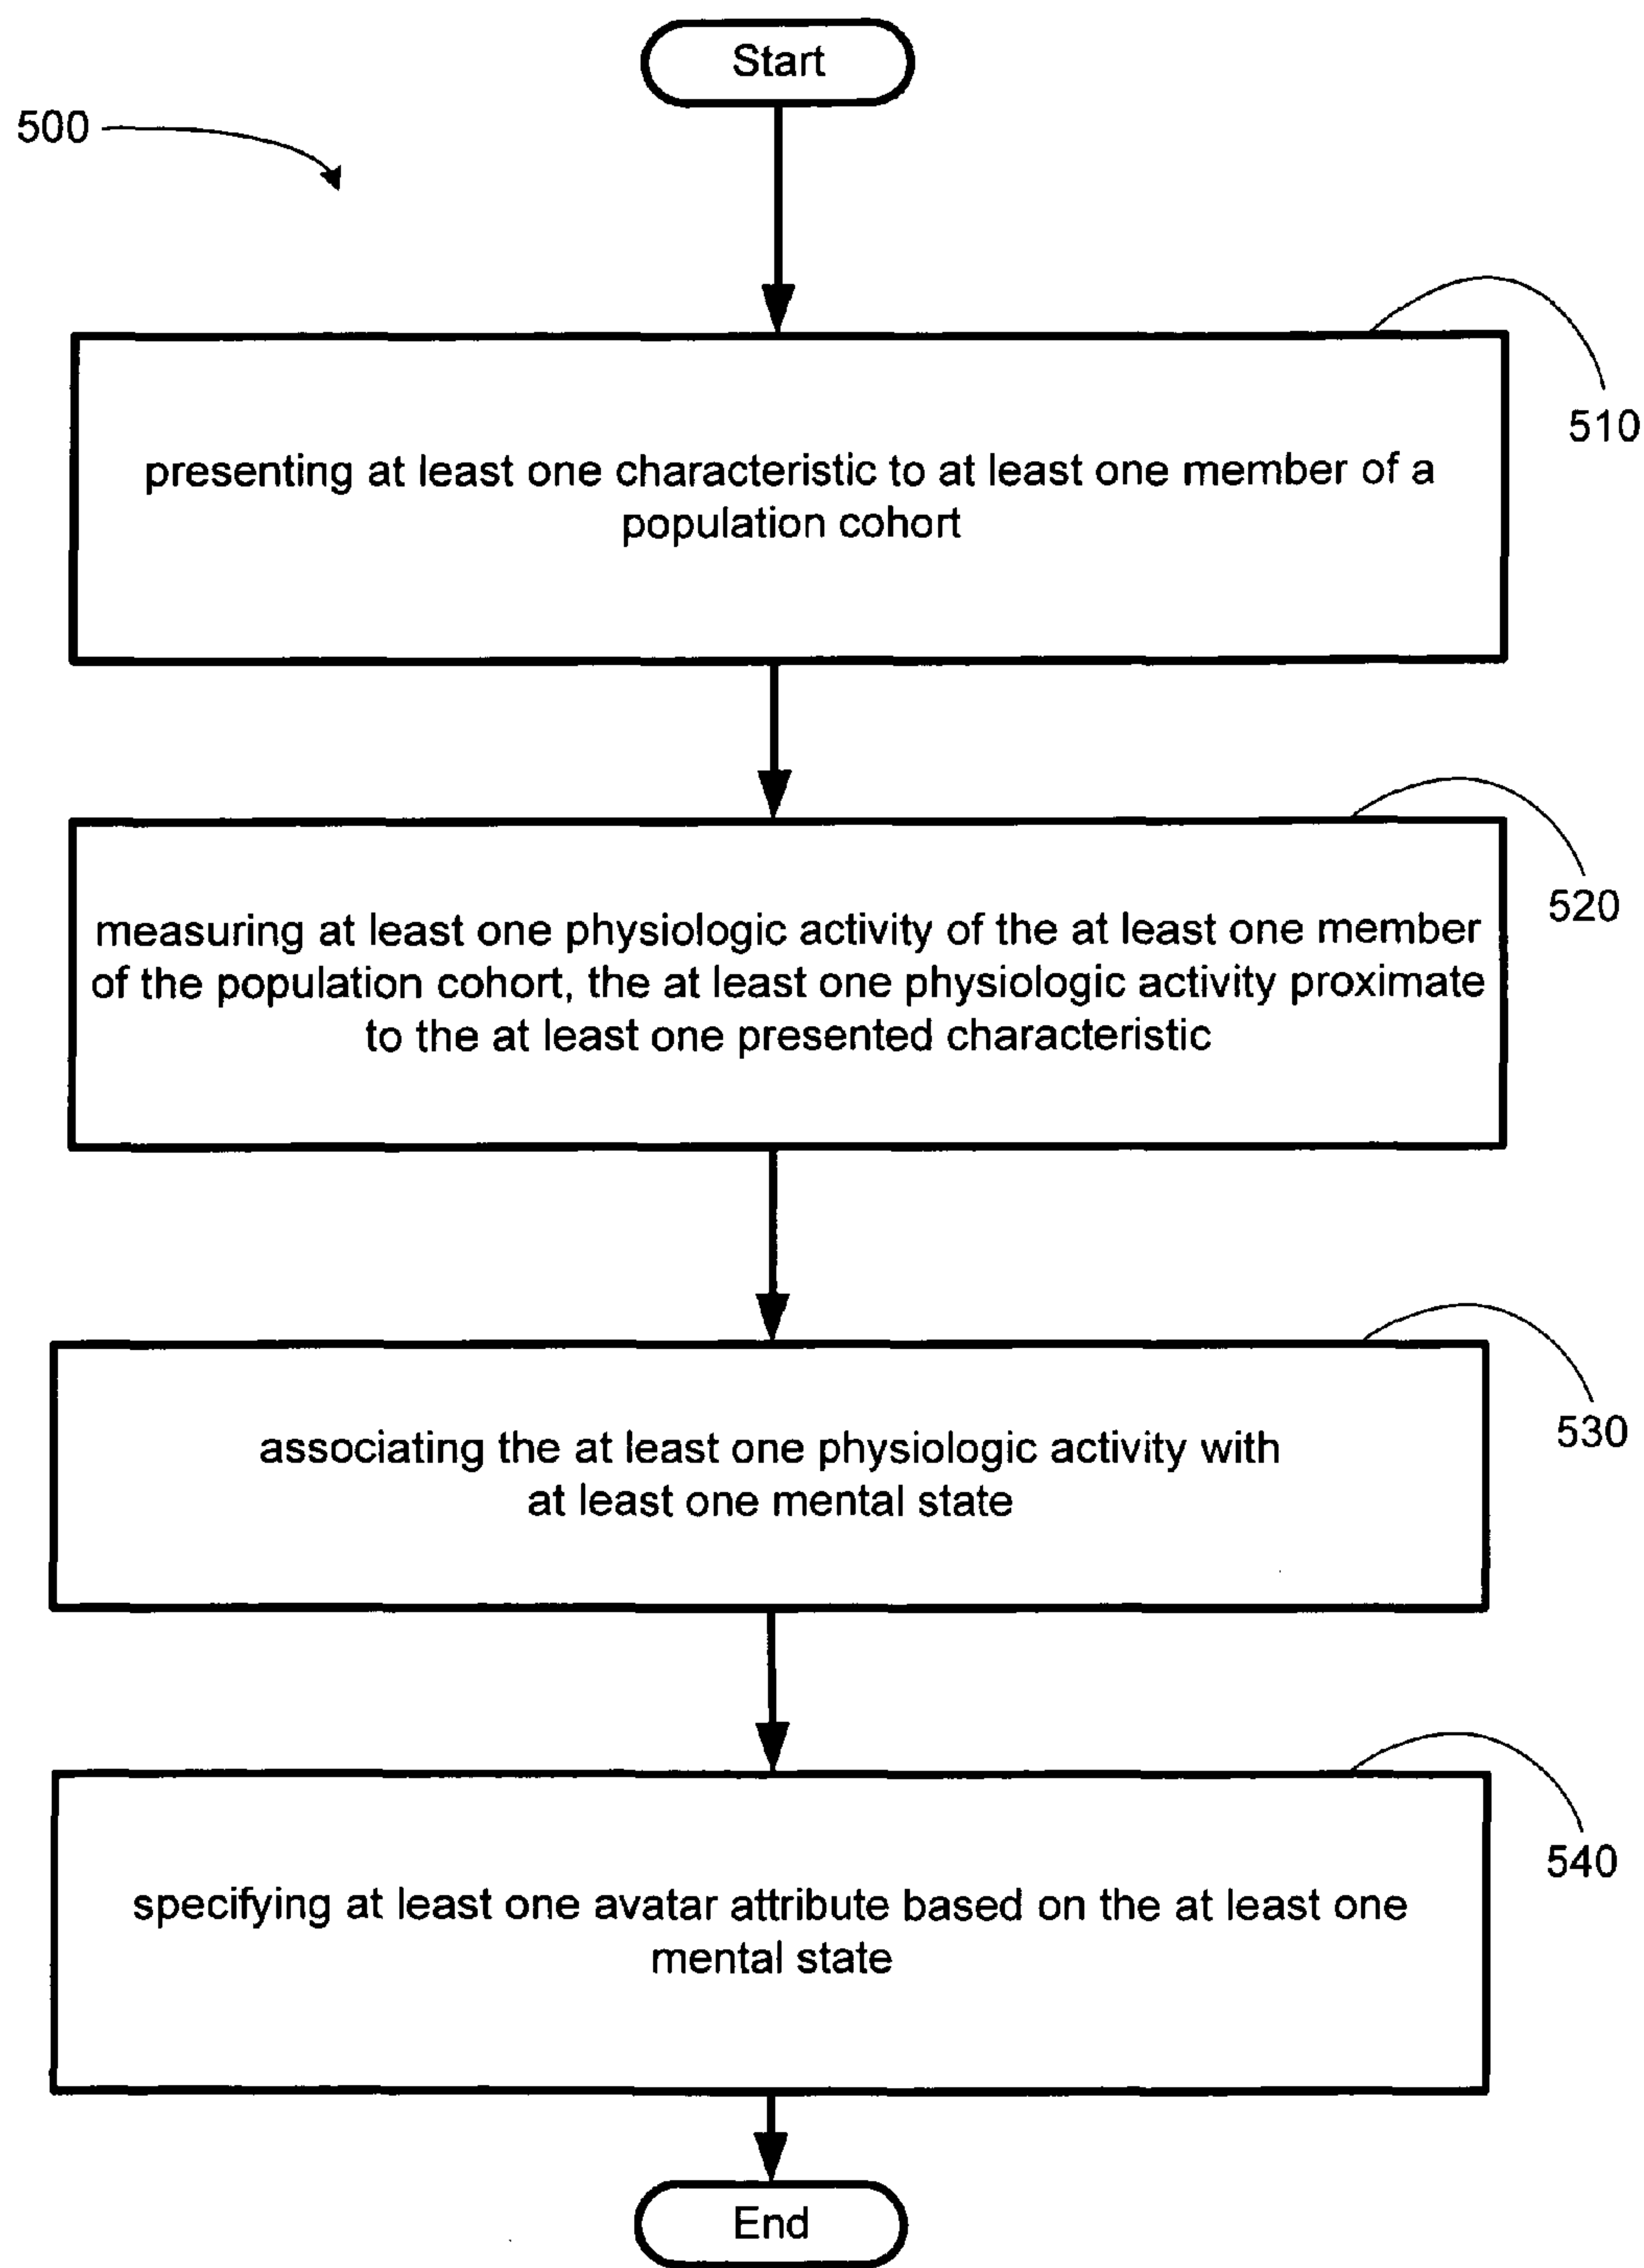 Start
500
510
presenting at least one characteristic to at least one member of a
population cohort
520
measuring at least one physiologic activity of the at least one member
of the population cohort, the at least one physiologic activity proximate
to the at least one presented characteristic
530
associating the at least one physiologic activity with
at least one mental state
540
specifying at least one avatar attribute based on the at least one
mental state
End